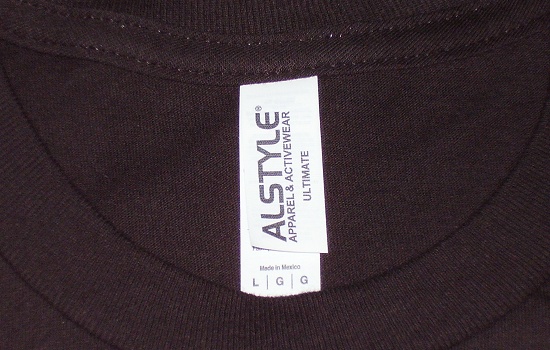 ALSTYLE®
APPAREL & ACTIVEWEAR
ULTIMATE
Made in Mexico
L | G | G